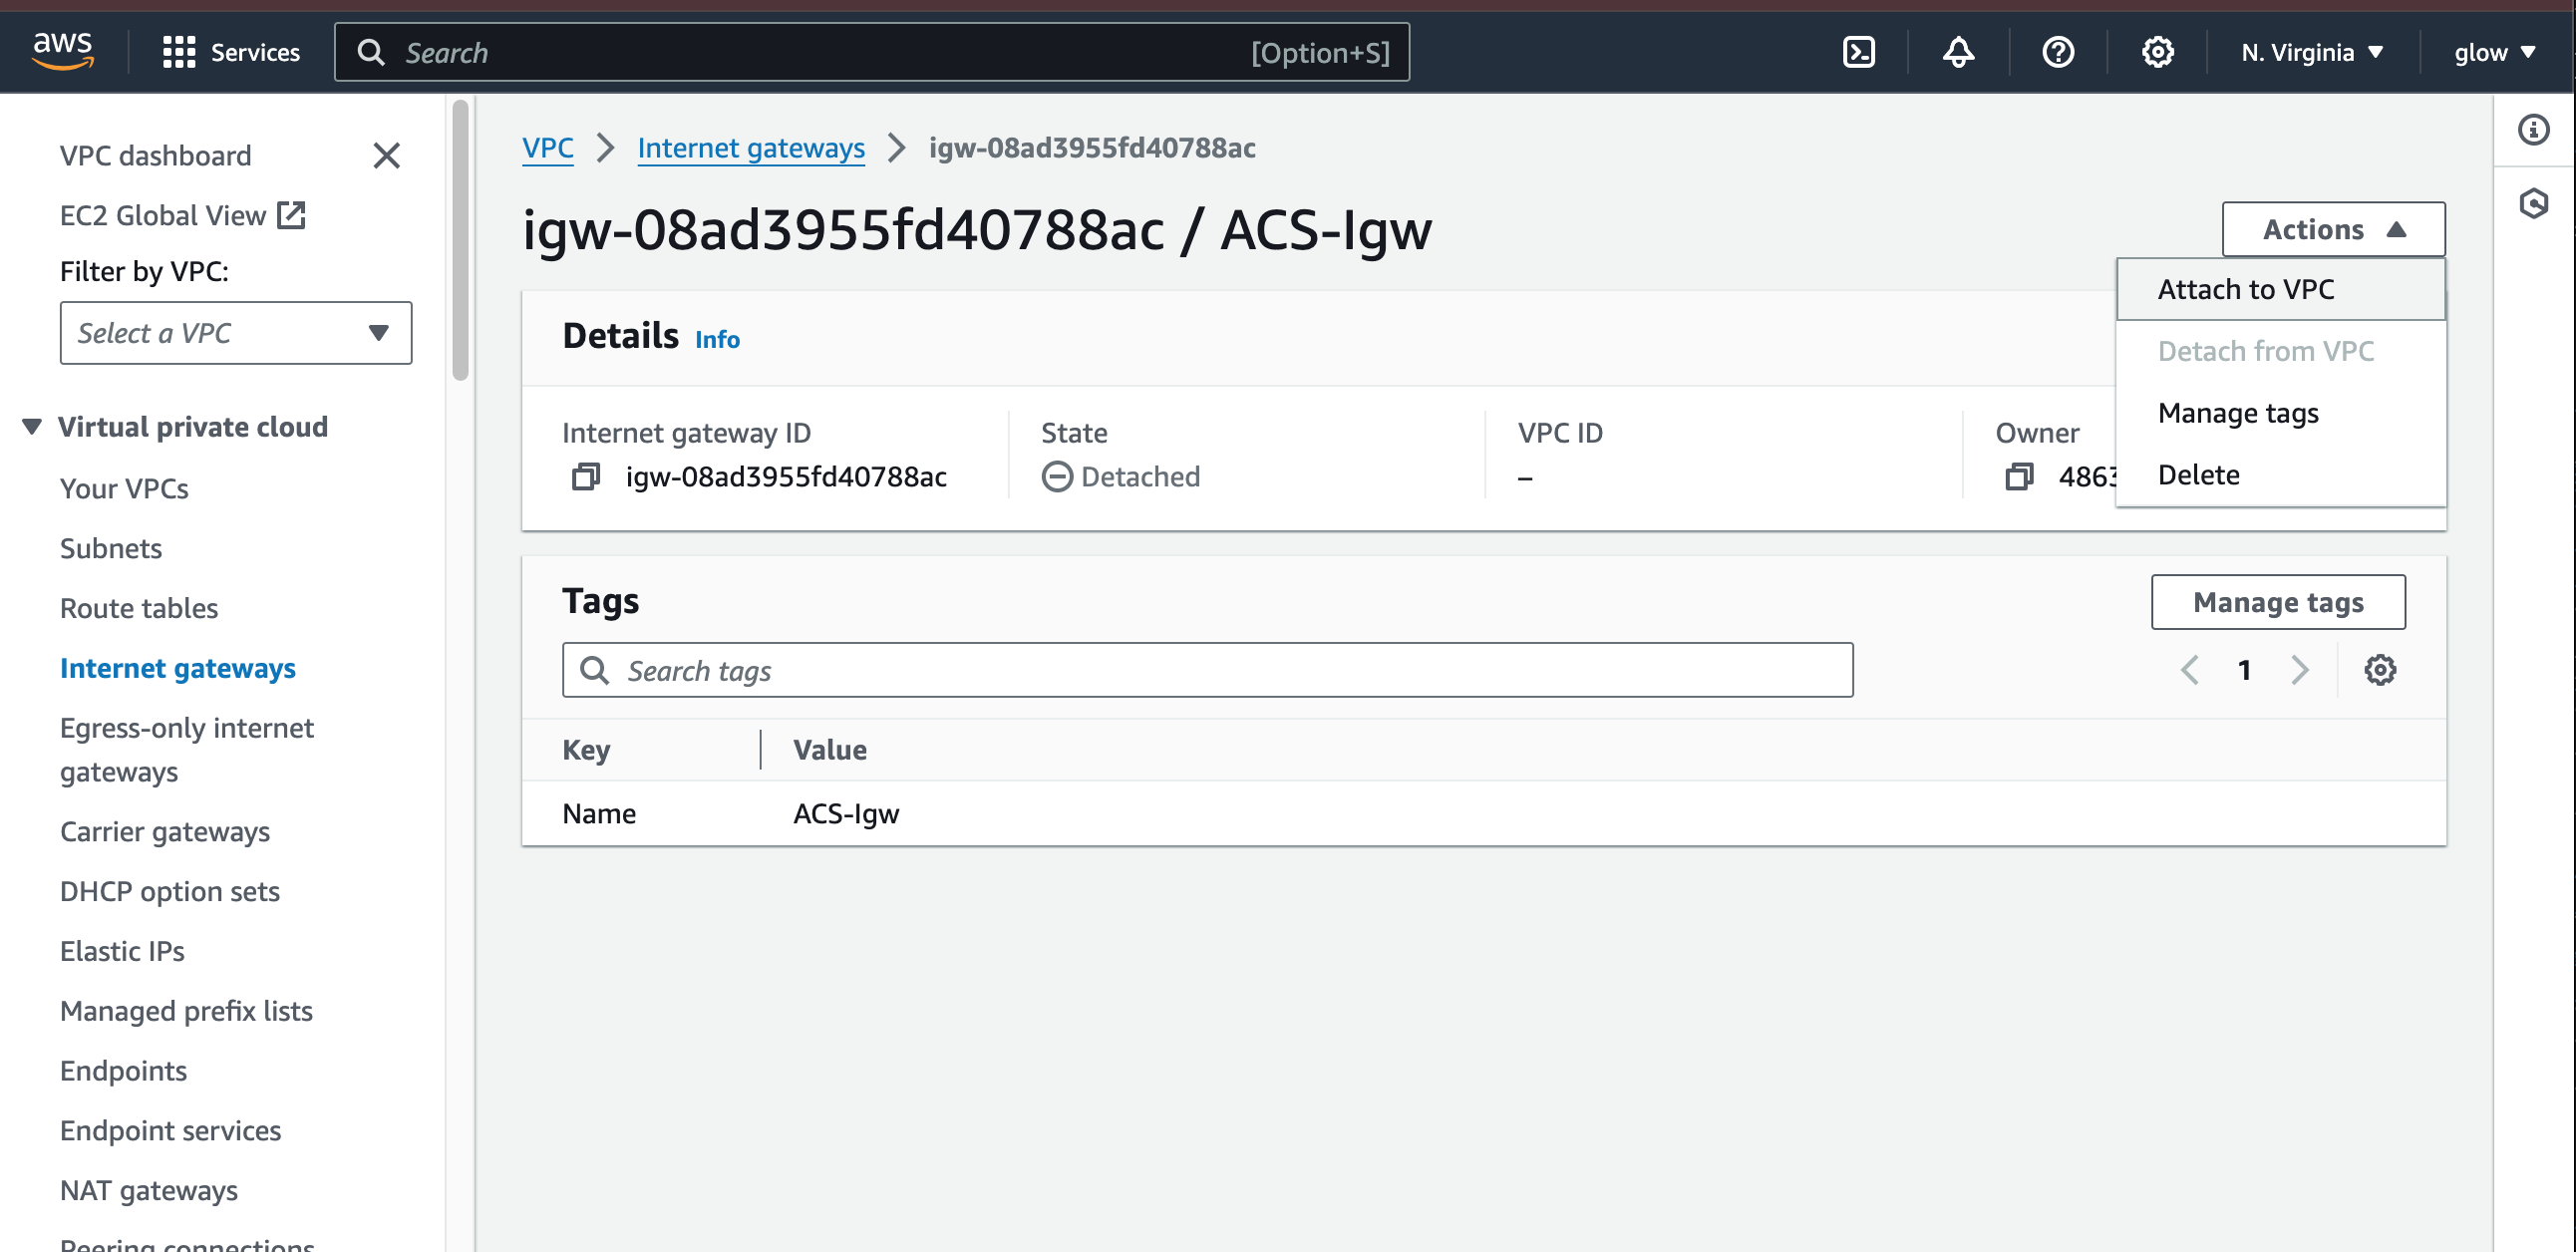 aws
Services
Search
[Option+S]
N. Virginia
glow
VPC dashboard
EC2 Global View
Filter by VPC:
Select a VPC
Virtual private cloud
Your VPCs
Subnets
Route tables
Internet gateways
Egress-only internet
gateways
Carrier gateways
DHCP option sets
Elastic IPs
Managed prefix lists
Endpoints
Endpoint services
NAT gateways
Peering connections
VPC
Internet gateways
igw-08ad3955fd40788ac
igw-08ad3955fd40788ac / ACS-Igw
Actions
Attach to VPC
Detach from VPC
Manage tags
Delete
Details Info
Internet gateway ID
igw-08ad3955fd40788ac
State
Detached
VPC ID
–
Owner
4863
Tags
Manage tags
Search tags
1
Key
Value
Name
ACS-Igw